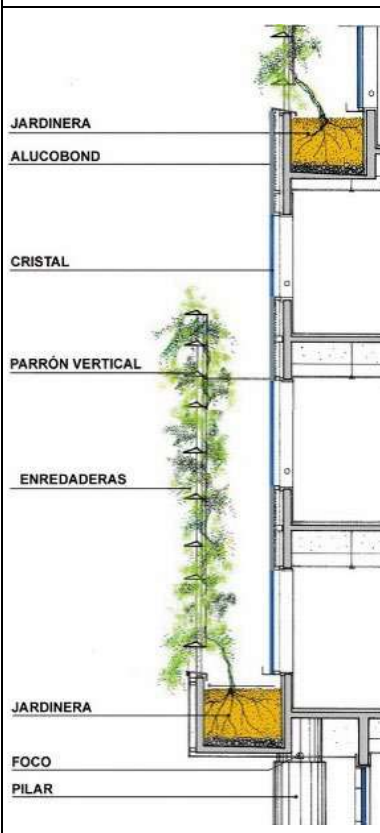 JARDINERA
ALUCOBOND
CRISTAL
PARRÓN VERTICAL
ENREDADERAS
JARDINERA
FOCO
PILAR